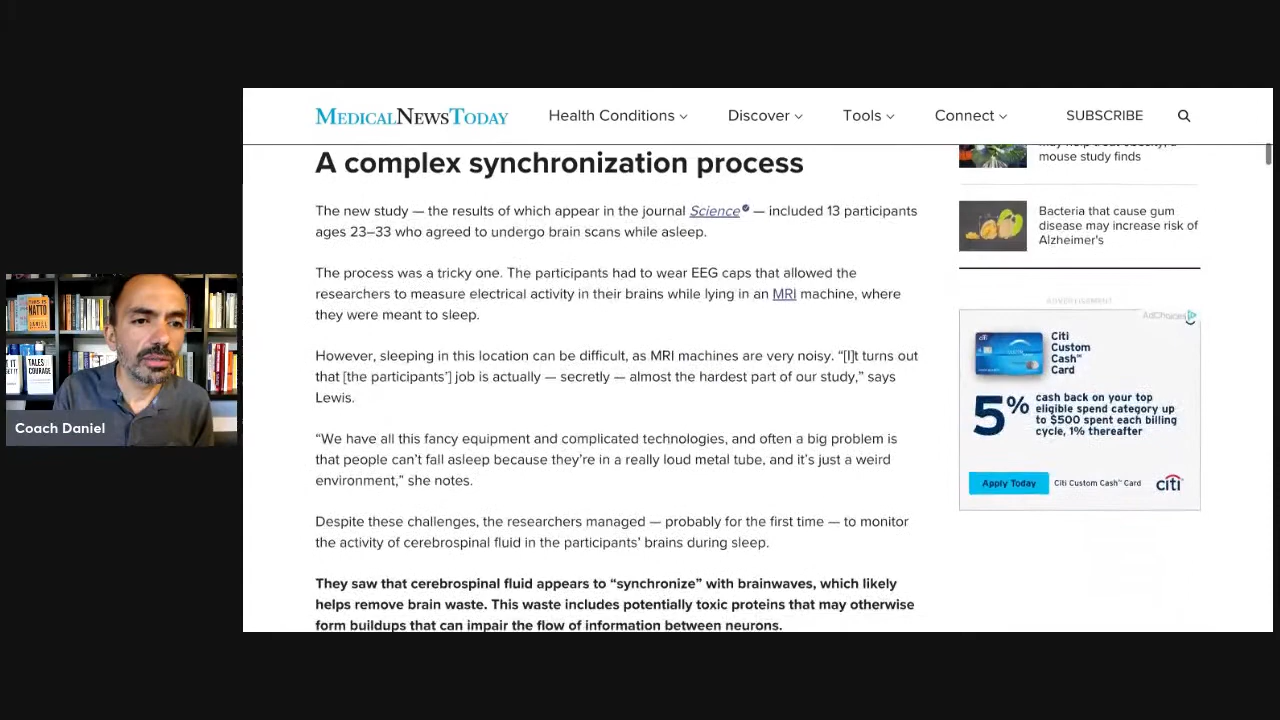 MEDICALNEWSTODAY
Health Conditions
Discover
Tools
Connect
SUBSCRIBE
A complex synchronization process
The new study — the results of which appear in the journal Science — included 13 participants
ages 23–33 who agreed to undergo brain scans while asleep.
The process was a tricky one. The participants had to wear EEG caps that allowed the
researchers to measure electrical activity in their brains while lying in an MRI machine, where
they were meant to sleep.
However, sleeping in this location can be difficult, as MRI machines are very noisy. “[I]t turns out
that [the participants’] job is actually — secretly — almost the hardest part of our study,” says
Lewis.
“We have all this fancy equipment and complicated technologies, and often a big problem is
that people can’t fall asleep because they’re in a really loud metal tube, and it’s just a weird
environment,” she notes.
Despite these challenges, the researchers managed — probably for the first time — to monitor
the activity of cerebrospinal fluid in the participants’ brains during sleep.
They saw that cerebrospinal fluid appears to “synchronize” with brainwaves, which likely
helps remove brain waste. This waste includes potentially toxic proteins that may otherwise
form buildups that can impair the flow of information between neurons.
mouse study finds
Bacteria that cause gum
disease may increase risk of
Alzheimer's
ADVERTISEMENT
AdChoices
Citi
Custom
Cash™
Card
5%
cash back on your top
eligible spend category up
to $500 spent each billing
cycle, 1% thereafter
Apply Today
Citi Custom Cash™ Card
citi
THIS IS
NATTO
TALES
COURAGE
Coach Daniel